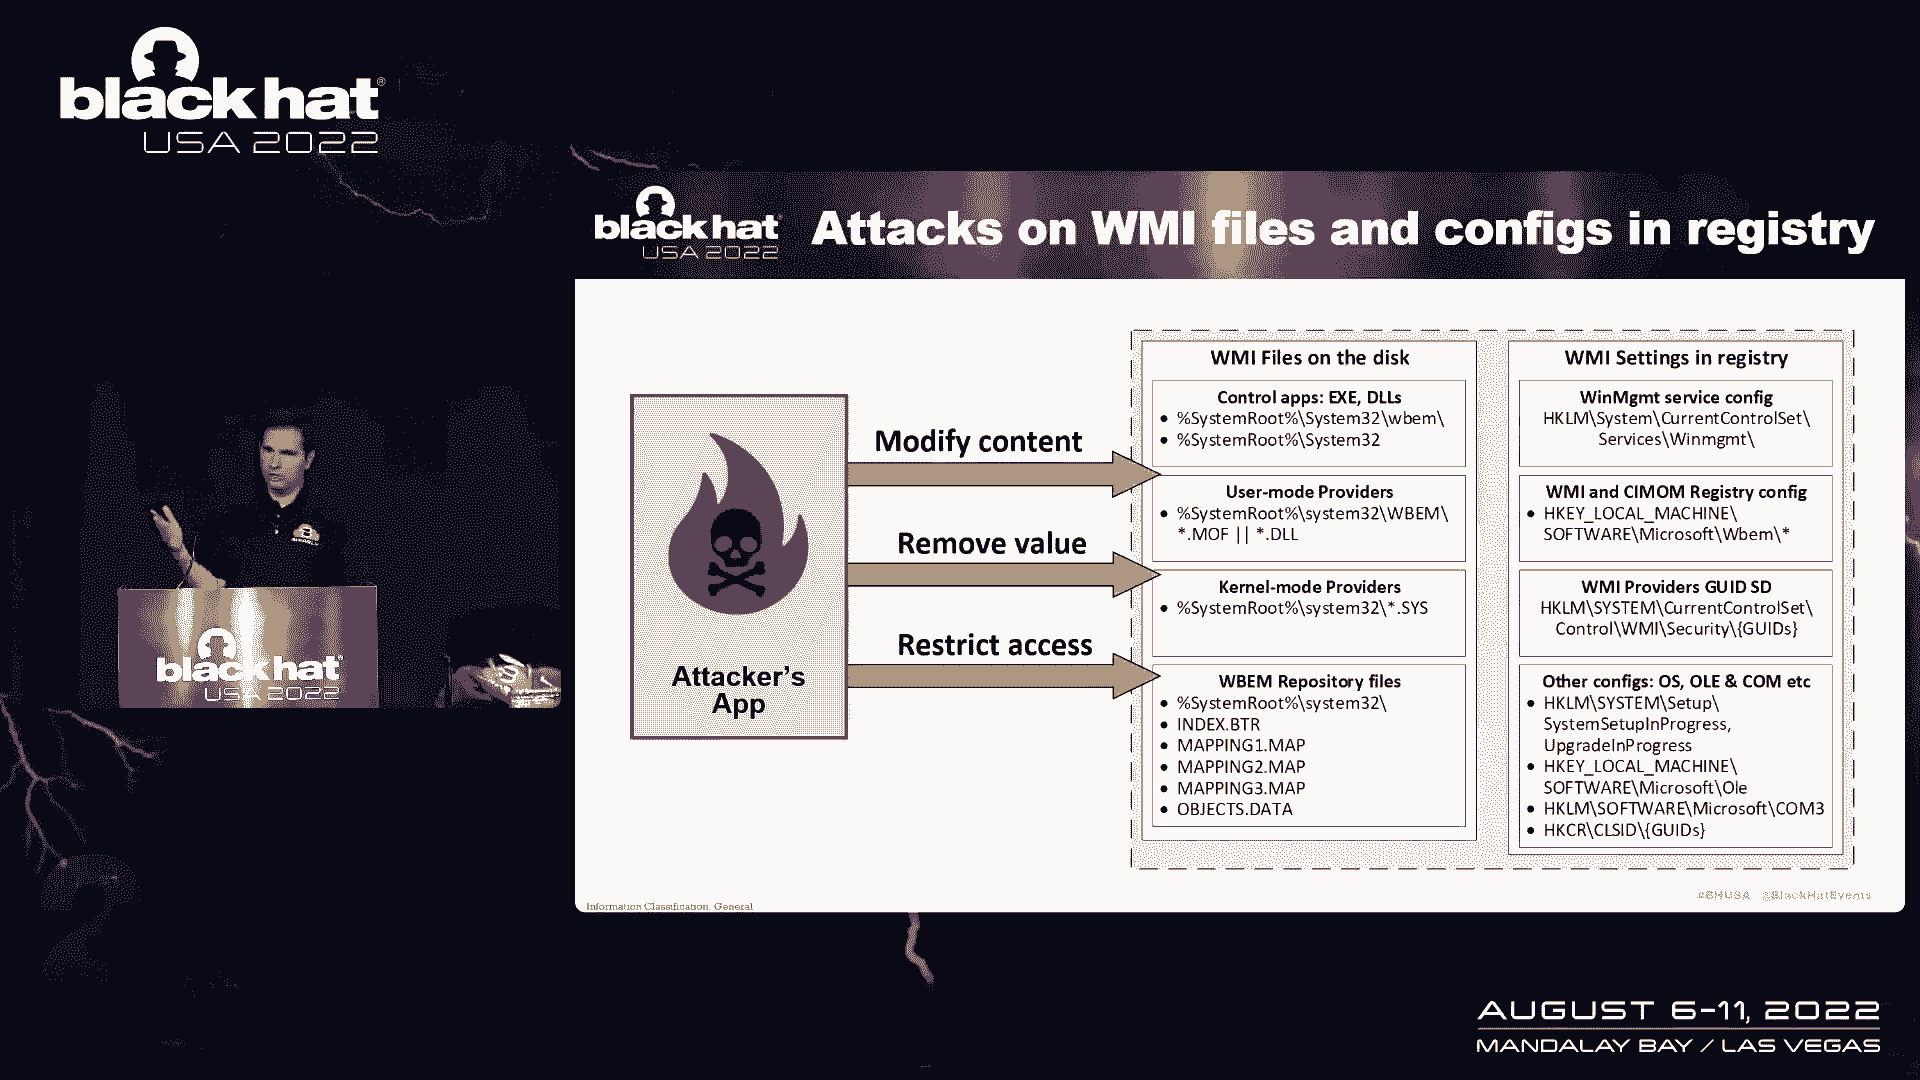 black hat®
USA 2022
black hat
USA 2022
Attacks on WMI files and configs in registry
Attacker's
App
Modify content
Remove value
Restrict access
WMI Files on the disk
Control apps: EXE, DLLs
• %SystemRoot%\System32\wbem\
• %SystemRoot%\System32
User-mode Providers
• %SystemRoot%\system32\WBEM\
*.MOF || *.DLL
Kernel-mode Providers
• %SystemRoot%\system32\*.SYS
WBEM Repository files
• %SystemRoot%\system32\
• INDEX.BTR
• MAPPING1.MAP
• MAPPING2.MAP
• MAPPING3.MAP
• OBJECTS.DATA
WMI Settings in registry
WinMgmt service config
HKLM\System\CurrentControlSet\
Services\Winmgmt\
WMI and CIMOM Registry config
• HKEY_LOCAL_MACHINE\
SOFTWARE\Microsoft\Wbem\*
WMI Providers GUID SD
HKLM\SYSTEM\CurrentControlSet\
Control\WMI\Security\{GUIDs}
Other configs: OS, OLE & COM etc
• HKLM\SYSTEM\Setup\
SystemSetupInProgress,
UpgradeInProgress
• HKEY_LOCAL_MACHINE\
SOFTWARE\Microsoft\Ole
• HKLM\SOFTWARE\Microsoft\COM3
• HKCR\CLSID\{GUIDs}
Information Classification: General
#BHUSA @BlackHatEvents
black hat
USA 2022
AUGUST 6-11, 2022
MANDALAY BAY / LAS VEGAS